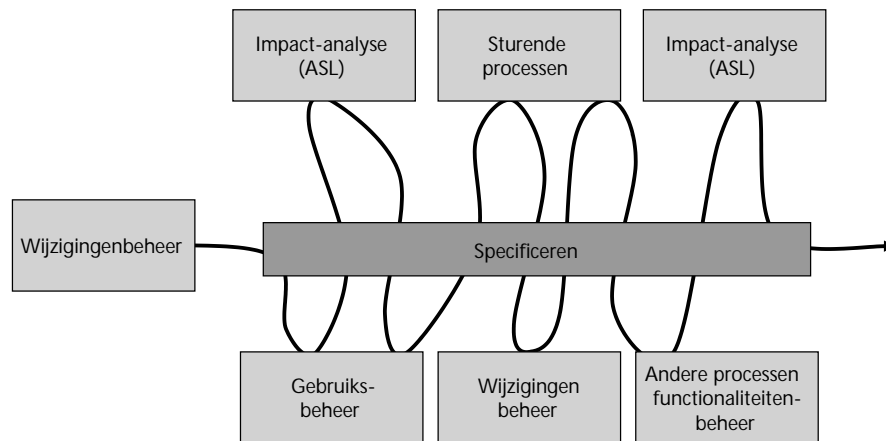 Impact-analyse
(ASL)
Sturende
processen
Impact-analyse
(ASL)
Wijzigingenbeheer
Specificeren
Gebruiks-
beheer
Wijzigingen
beheer
Andere processen
functionaliteiten-
beheer